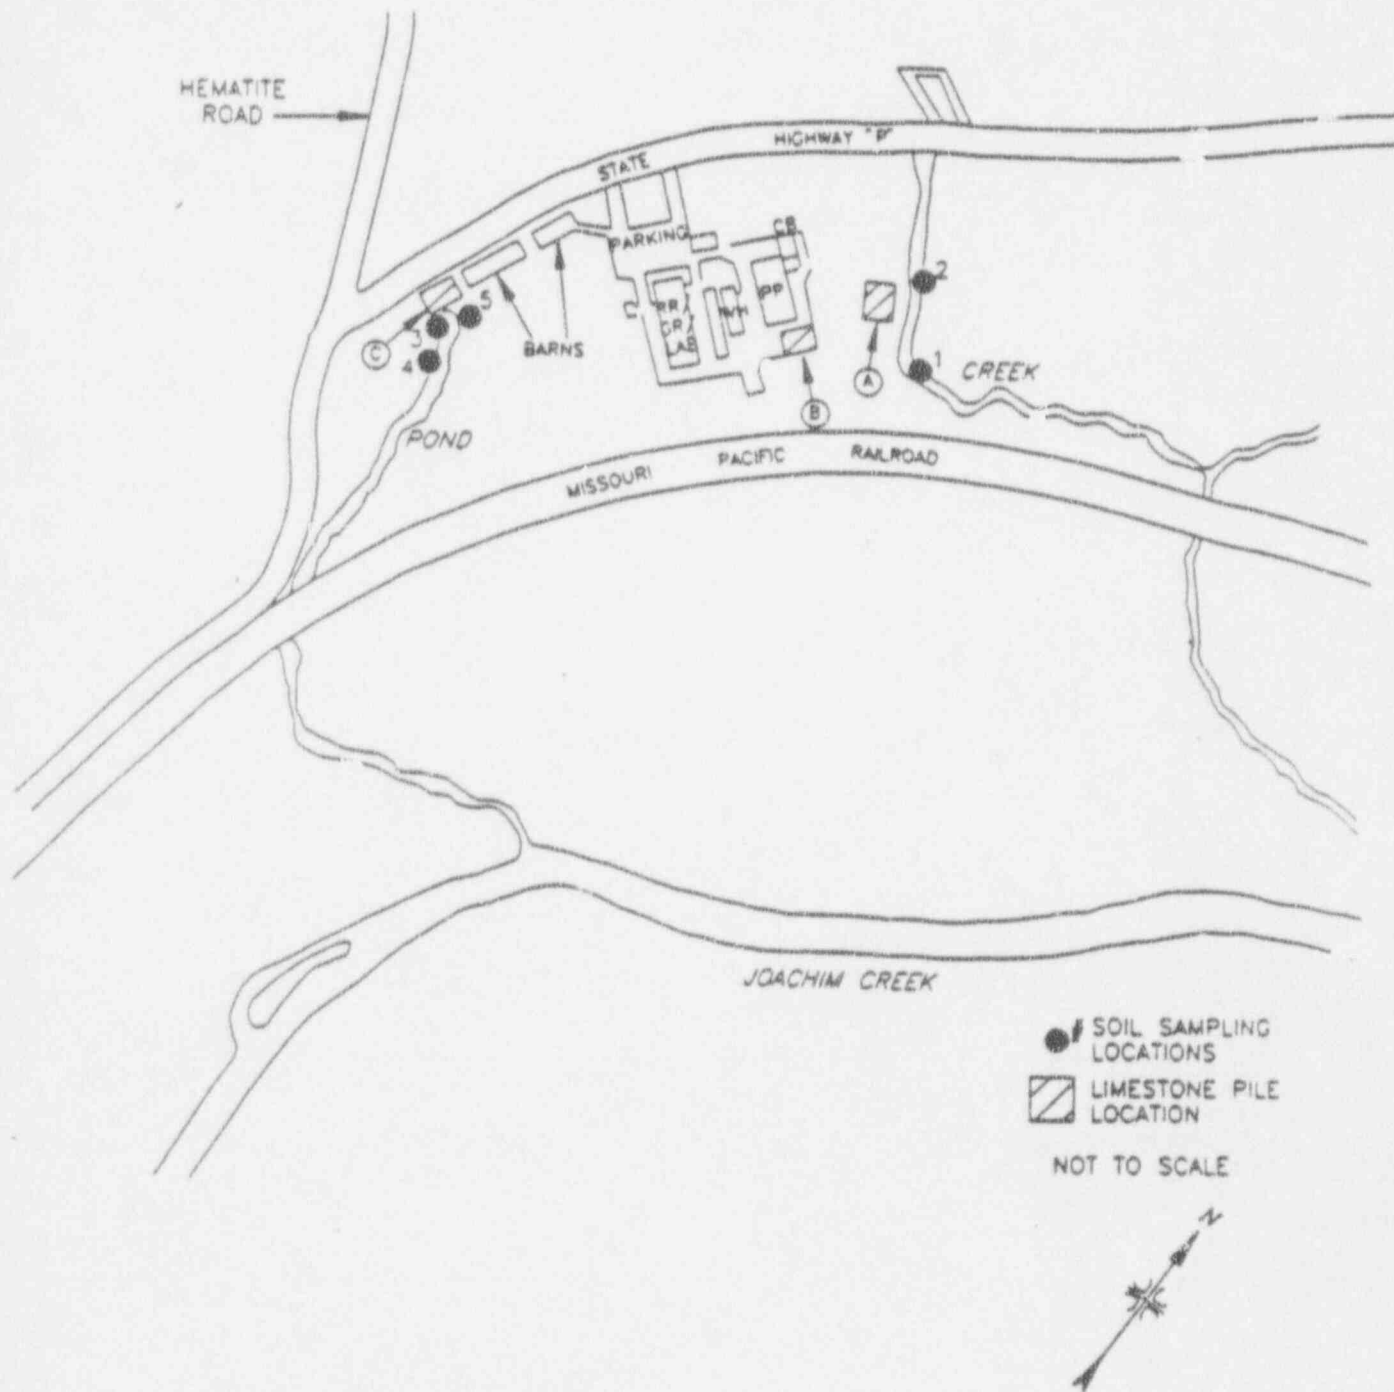 HEMATITE
ROAD
STATE
HIGHWAY "P"
PARKING
CB
2
5
3
4
C
BARNS
PP
LAB
A
1
CREEK
B
POND
MISSOURI PACIFIC RAILROAD
JOACHIM CREEK
# SOIL SAMPLING
LOCATIONS
LIMESTONE PILE
LOCATION
NOT TO SCALE
N